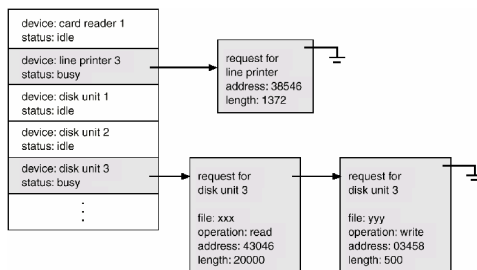 device: card reader 1
status: idle
device: line printer 3
status: busy
device: disk unit 1
status: idle
device: disk unit 2
status: idle
device: disk unit 3
status: busy
request for
line printer
address: 38546
length: 1372
request for
disk unit 3
file: xxx
operation: read
address: 43046
length: 20000
request for
disk unit 3
file: yyy
operation: write
address: 03458
length: 500